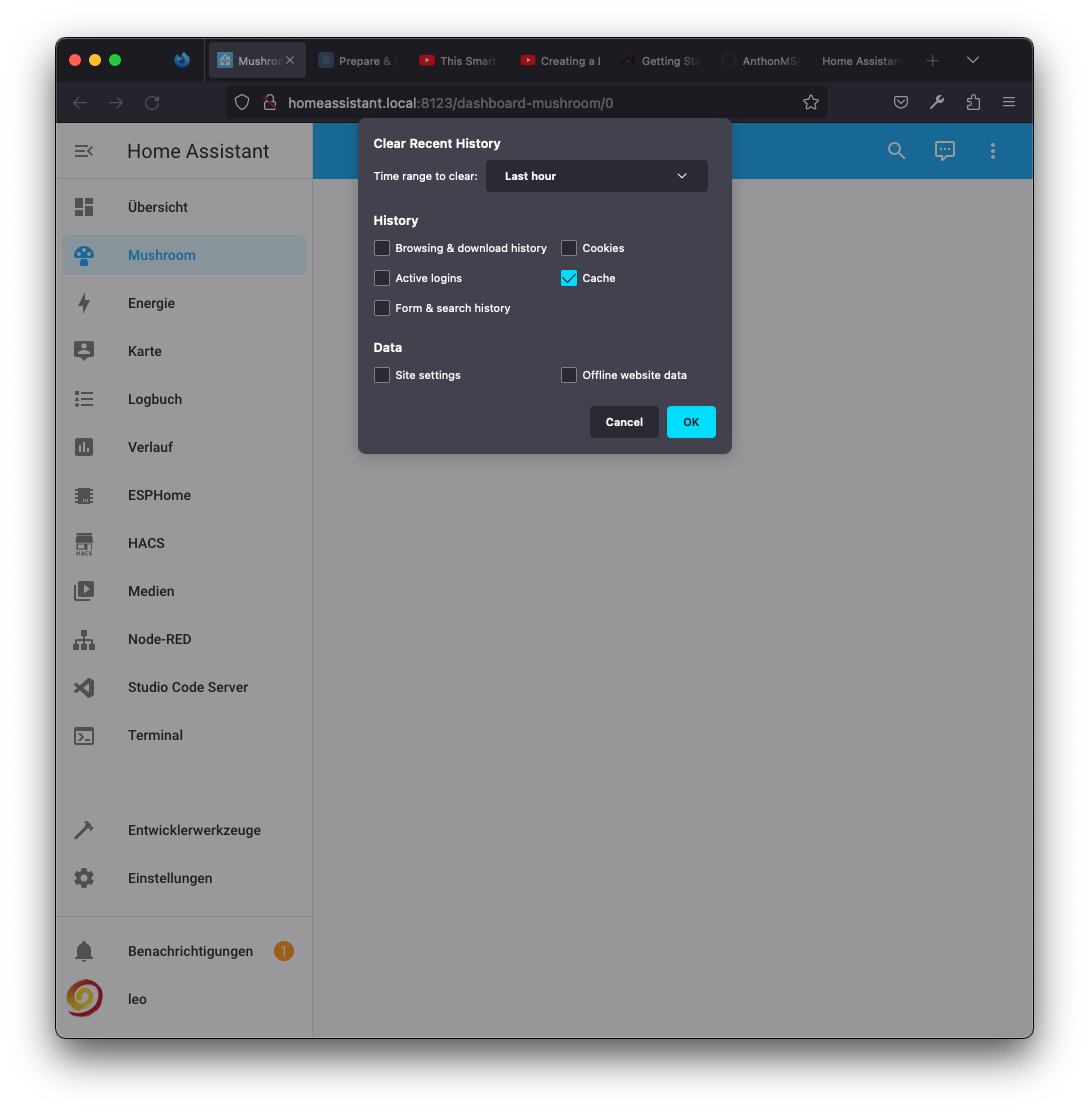 Mushroo
Prepare &
This Smart
Creating a
Getting Sta
AnthonMS/
Home Assistan
homeassistant.local:8123/dashboard-mushroom/0
Home Assistant
Clear Recent History
Time range to clear: Last hour
History
Browsing & download history Cookies
Active logins Cache
Form & search history
Data
Site settings Offline website data
Cancel OK
Übersicht
Mushroom
Energie
Karte
Logbuch
Verlauf
ESPHome
HACS
HACS
Medien
Node-RED
Studio Code Server
Terminal
Entwicklerwerkzeuge
Einstellungen
Benachrichtigungen 1
leo